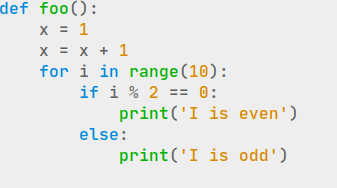 def foo():
    x = 1
    x = x + 1
    for i in range(10):
        if i % 2 == 0:
            print('I is even')
        else:
            print('I is odd')